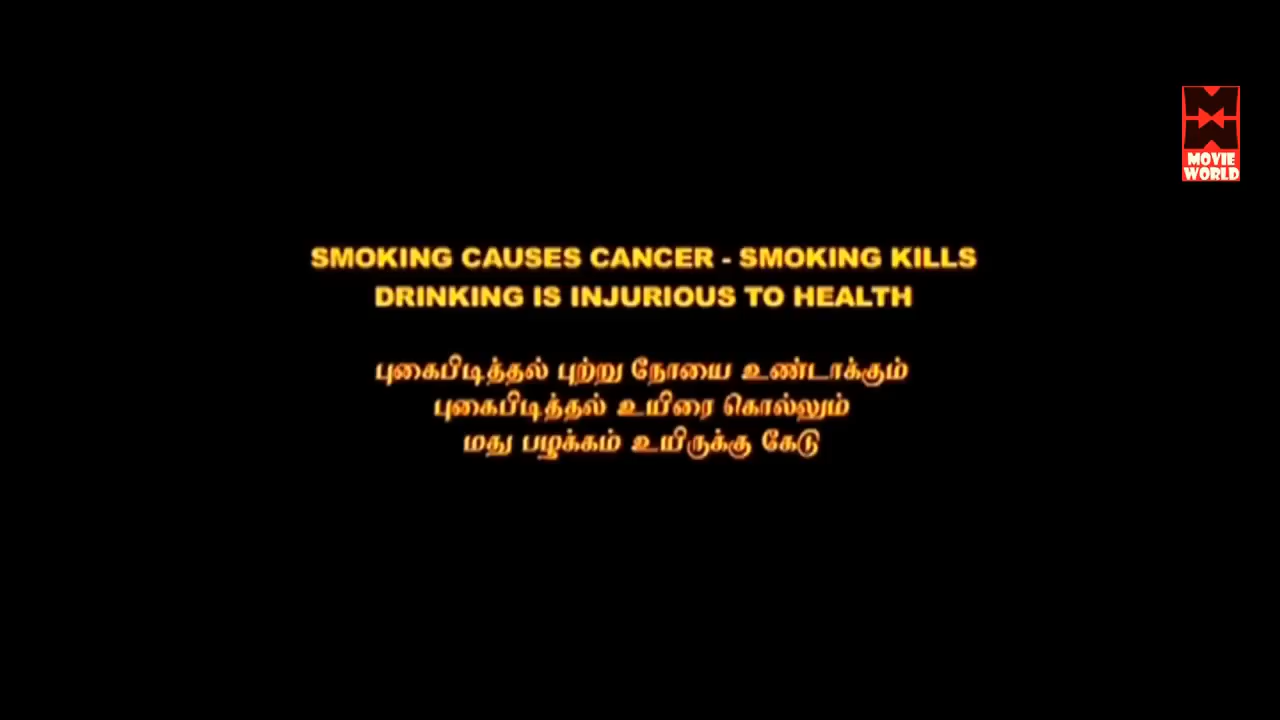 MOVIE
WORLD
SMOKING CAUSES CANCER - SMOKING KILLS
DRINKING IS INJURIOUS TO HEALTH
புகைபிடித்தல் புற்று நோயை உண்டாக்கும்
புகைபிடித்தல் உயிரை கொல்லும்
மது பழக்கம் உயிருக்கு கேடு